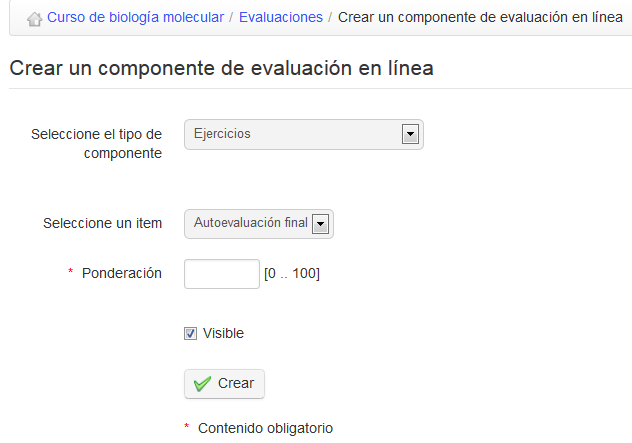 Curso de biología molecular / Evaluaciones / Crear un componente de evaluación en línea
Crear un componente de evaluación en línea
Seleccione el tipo de componente
Ejercicios
Seleccione un item
Autoevaluación final
* Ponderación
[0 .. 100]
Visible
Crear
* Contenido obligatorio